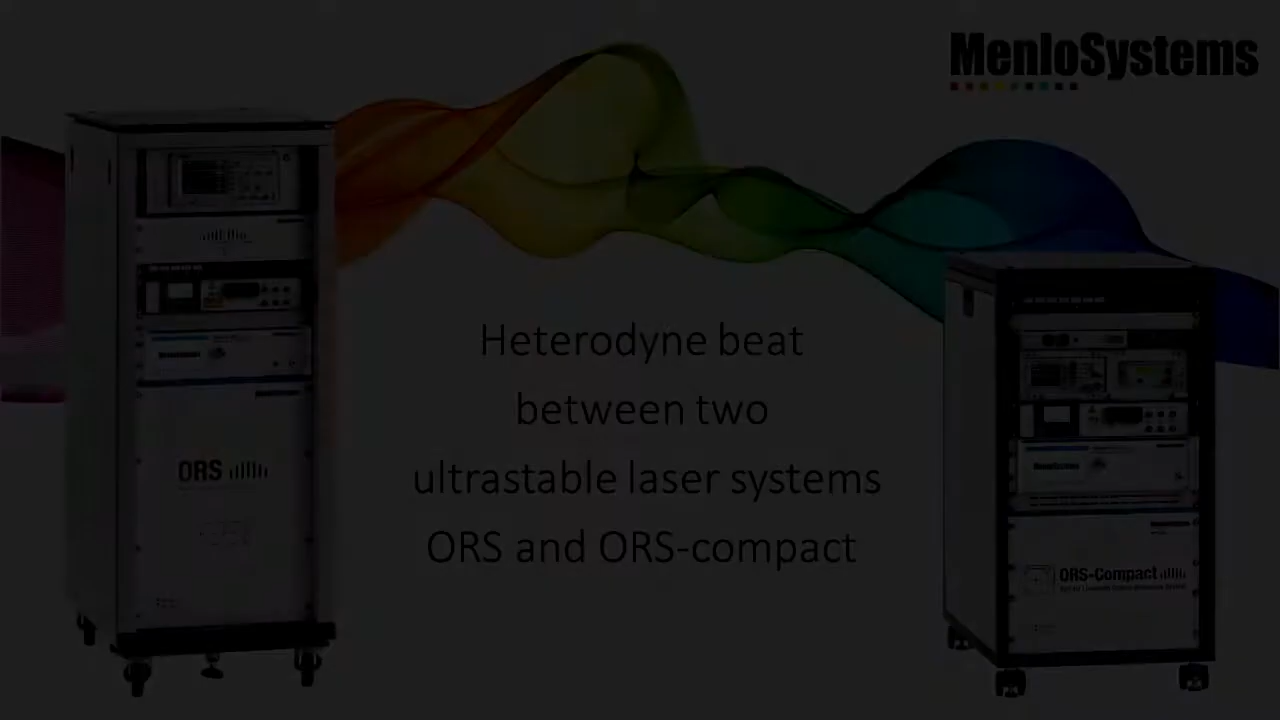 MenloSystems
Heterodyne beat
between two
ultrastable laser systems
ORS and ORS-compact
ORS
ORS-Compact